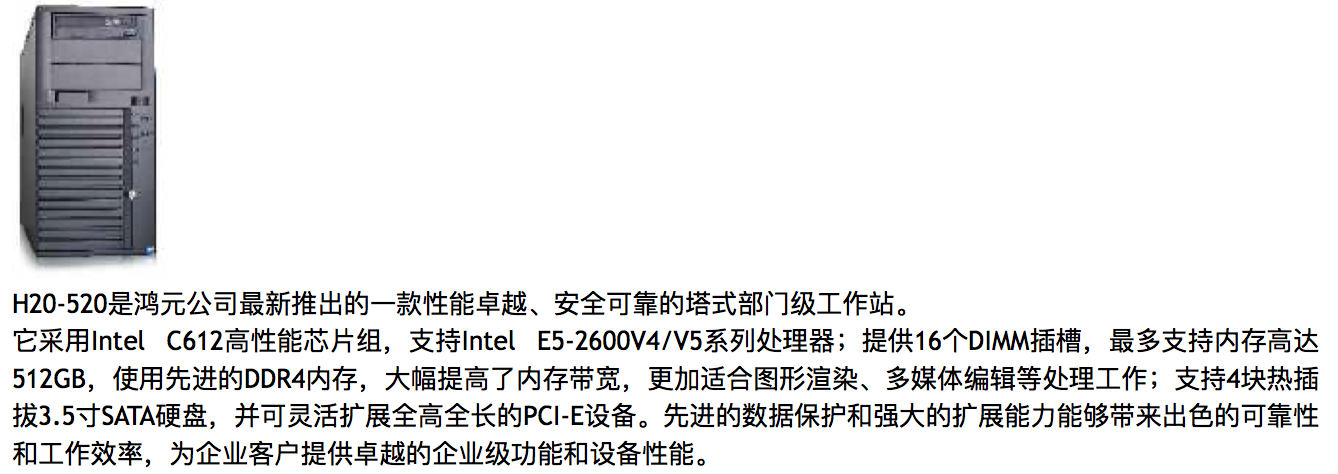 H20-520是鸿元公司最新推出的一款性能卓越、安全可靠的塔式部门级工作站。
它采用Intel C612高性能芯片组，支持Intel E5-2600V4/V5系列处理器；提供16个DIMM插槽，最多支持内存高达
512GB，使用先进的DDR4内存，大幅提高了内存带宽，更加适合图形渲染、多媒体编辑等处理工作；支持4块热插
拔3.5寸SATA硬盘，并可灵活扩展全高全长的PCI-E设备。先进的数据保护和强大的扩展能力能够带来出色的可靠性
和工作效率，为企业客户提供卓越的企业级功能和设备性能。